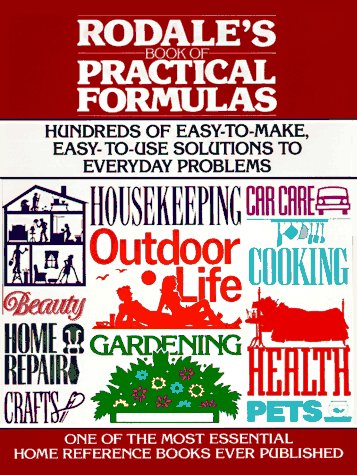 RODALE'S
BOOK OF
PRACTICAL
FORMULAS
HUNDREDS OF EASY-TO-MAKE,
EASY-TO-USE SOLUTIONS TO
EVERYDAY PROBLEMS
HOUSEKEEPING
CAR CARE
Outdoor
Life
COOKING
Beauty
HOME
REPAIR
GARDENING
HEALTH
CRAFTS
PETS
ONE OF THE MOST ESSENTIAL
HOME REFERENCE BOOKS EVER PUBLISHED